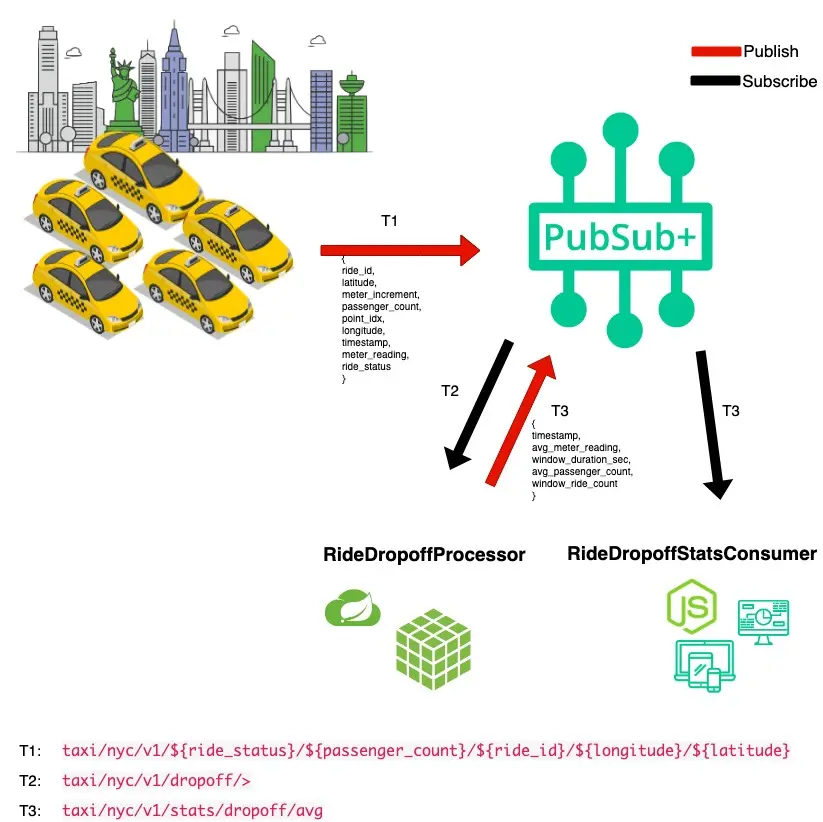 Publish
Subscribe
T1
PubSub+
{
ride_id,
latitude,
meter_increment,
passenger_count,
point_idx,
longitude,
timestamp,
meter_reading,
ride_status
}
T2
T3
{
timestamp,
avg_meter_reading,
window_duration_sec,
avg_passenger_count,
window_ride_count
}
T3
RideDropoffProcessor
RideDropoffStatsConsumer
JS
T1: taxi/nyc/v1/${ride_status}/${passenger_count}/${ride_id}/${longitude}/${latitude}
T2: taxi/nyc/v1/dropoff/>
T3: taxi/nyc/v1/stats/dropoff/avg